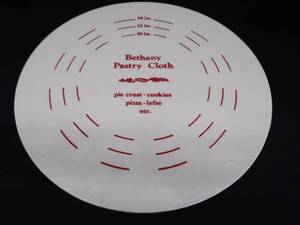 14 in.
12 in.
10 in.
Bethany
Pastry Cloth
pie crust - cookies
pizza - lefse
etc.